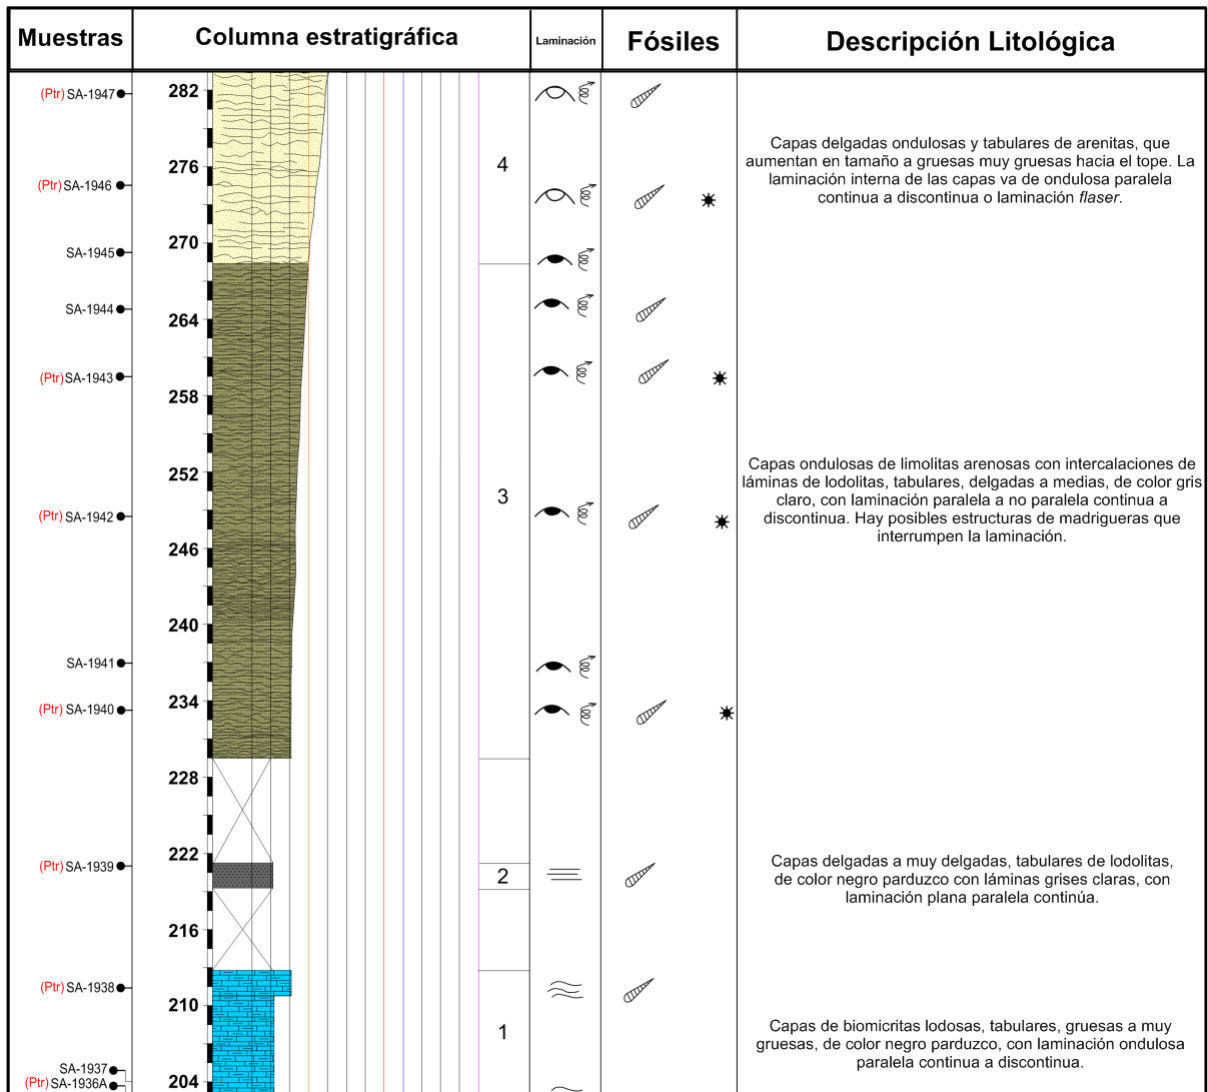 Muestras
Columna estratigráfica
Laminación
Fósiles
Descripción Litológica
(Ptr) SA-1947
282
Capas delgadas ondulosas y tabulares de arenitas, que
aumentan en tamaño a gruesas muy gruesas hacia el tope. La
laminación interna de las capas va de ondulosa paralela
continua a discontinua o laminación flaser.
4
276
(Ptr) SA-1946
270
SA-1945
SA-1944
264
(Ptr) SA-1943
258
252
3
Capas ondulosas de limolitas arenosas con intercalaciones de
láminas de lodolitas, tabulares, delgadas a medias, de color gris
claro, con laminación paralela a no paralela continua a
discontinua. Hay posibles estructuras de madrigueras que
interrumpen la laminación.
(Ptr) SA-1942
246
240
SA-1941
234
(Ptr) SA-1940
228
222
(Ptr) SA-1939
2
Capas delgadas a muy delgadas, tabulares de lodolitas,
de color negro parduzco con láminas grises claras, con
laminación plana paralela continúa.
216
(Ptr) SA-1938
210
1
Capas de biomicritas lodosas, tabulares, gruesas a muy
gruesas, de color negro parduzco, con laminación ondulosa
paralela continua a discontinua.
SA-1937
(Ptr) SA-1936A
204